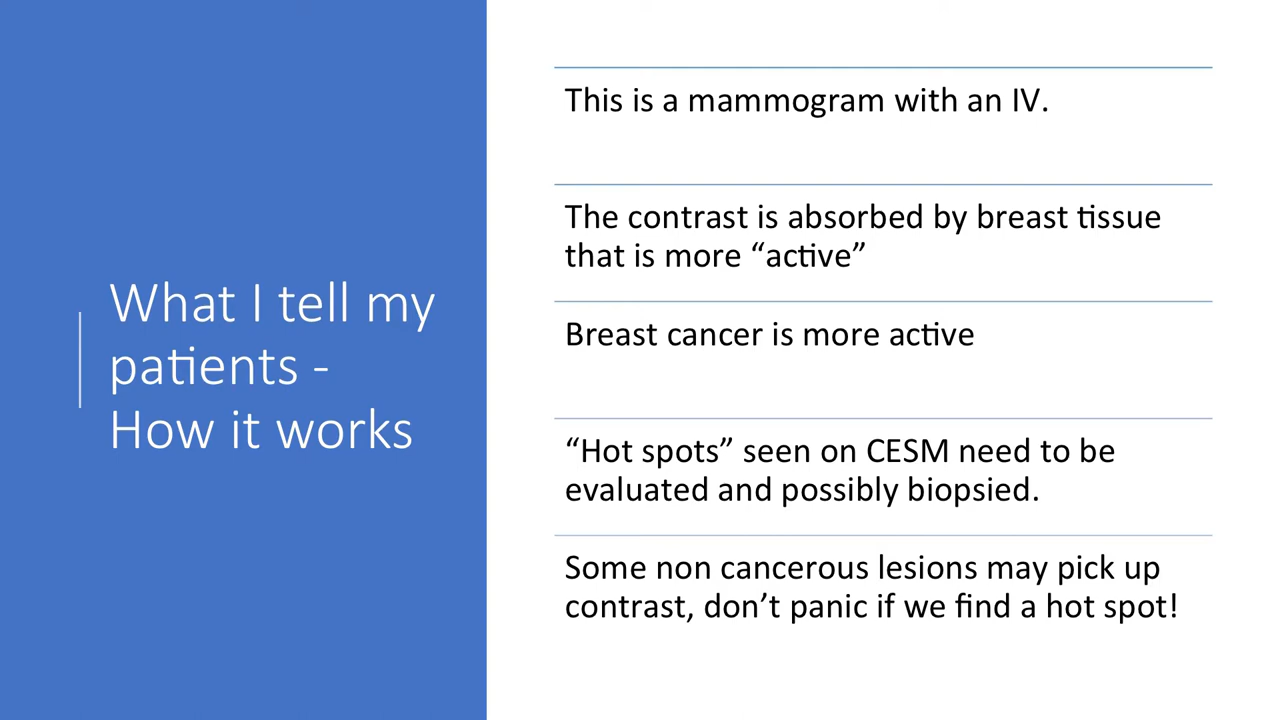 What I tell my
patients -
How it works
This is a mammogram with an IV.
The contrast is absorbed by breast tissue
that is more “active”
Breast cancer is more active
“Hot spots” seen on CESM need to be
evaluated and possibly biopsied.
Some non cancerous lesions may pick up
contrast, don’t panic if we find a hot spot!